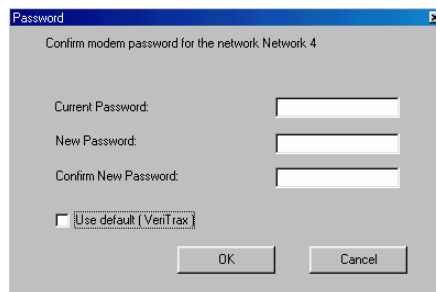 Password
Confirm modem password for the network Network 4
Current Password:
New Password:
Confirm New Password:
Use default ( VeriTrax )
OK
Cancel